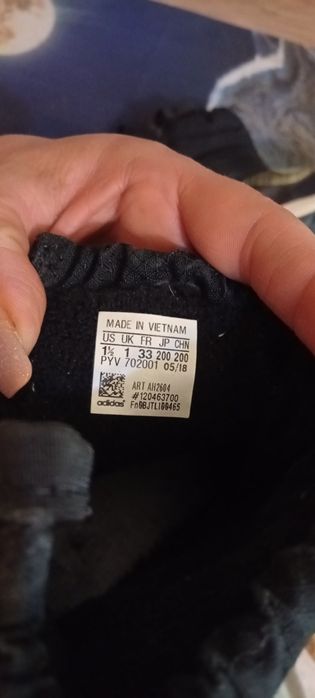 MADE IN VIETNAM
US UK FR JP CHN
1½ 1 33 200 200
PYV 702001 05/18
ART AH2604
#120463700
adidas